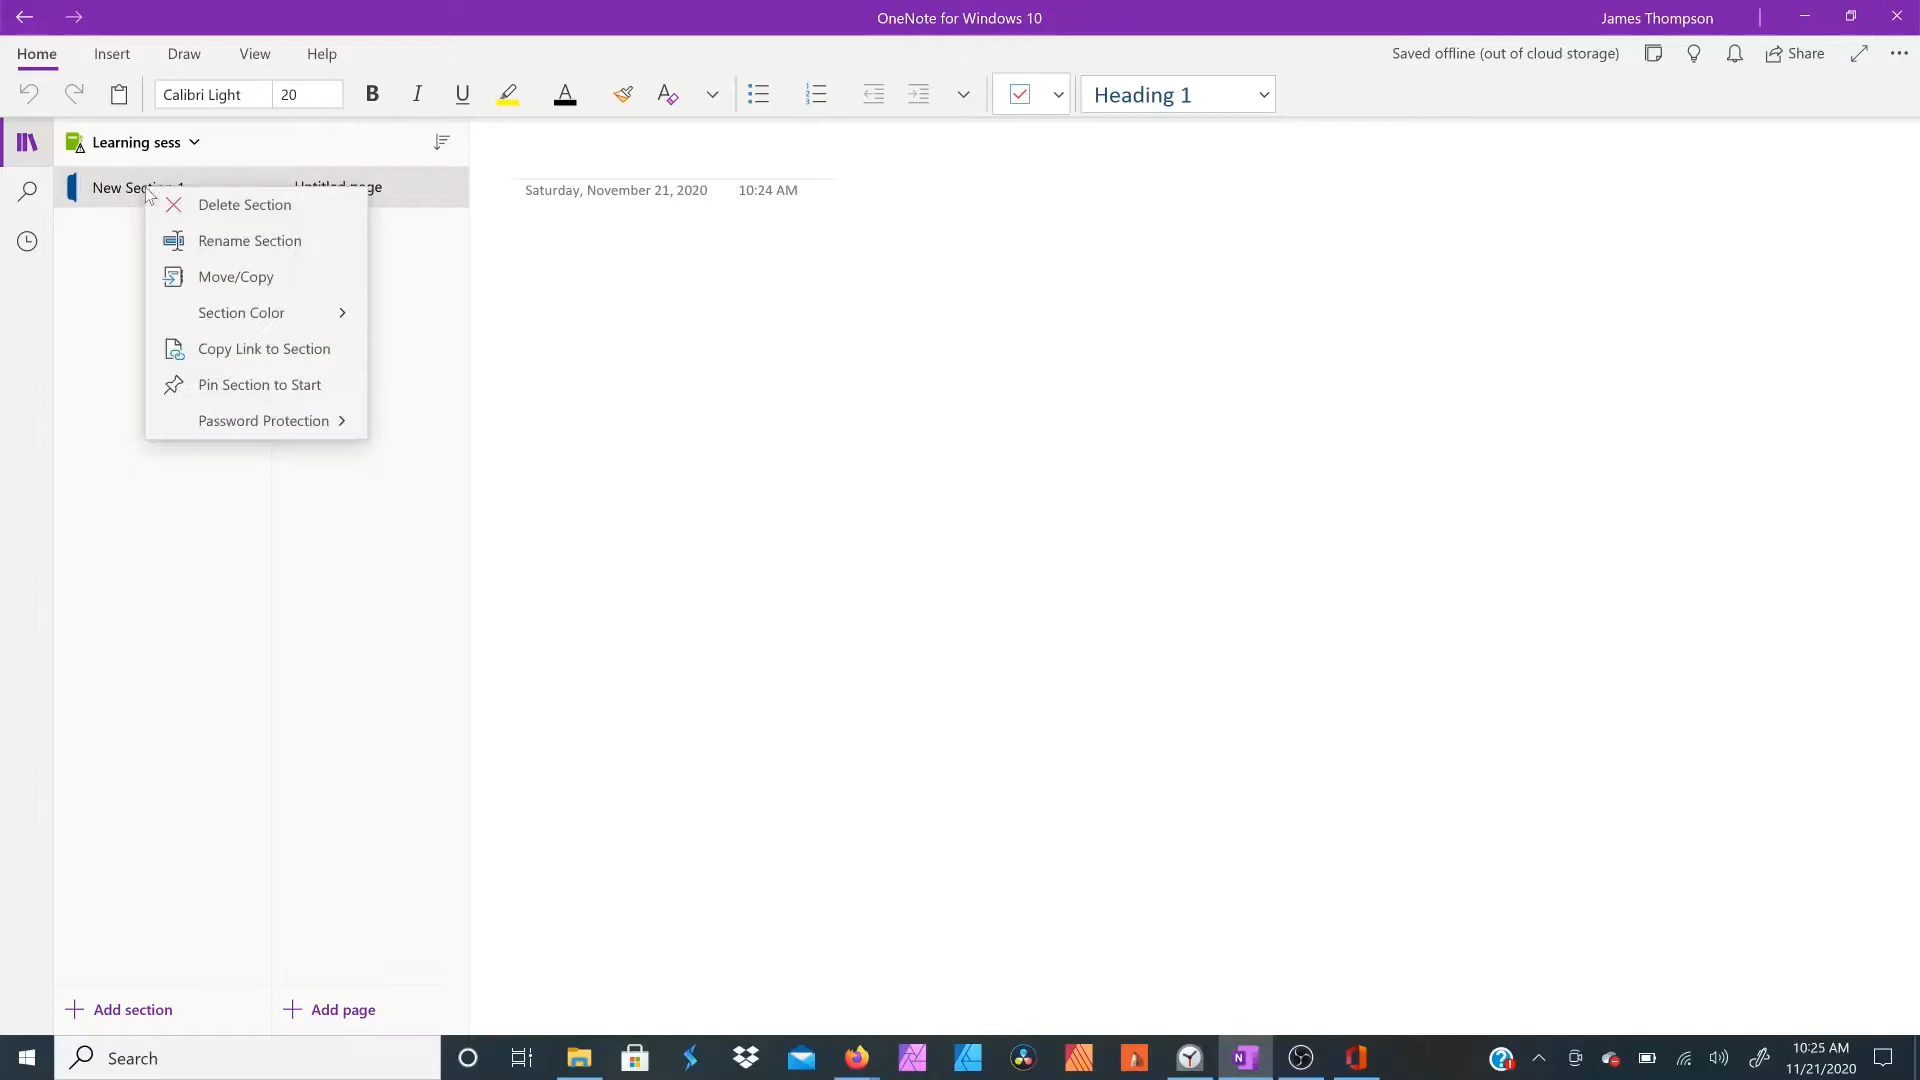 OneNote for Windows 10
James Thompson
Home Insert Draw View Help
Saved offline (out of cloud storage)
Share
Calibri Light 20
B I U A
Heading 1
Learning sess
Saturday, November 21, 2020 10:24 AM
Delete Section
Rename Section
Move/Copy
Section Color
Copy Link to Section
Pin Section to Start
Password Protection
Add section
Add page
Search
10:25 AM
11/21/2020